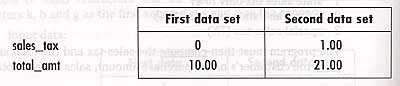 First data set Second data set
sales_tax 0 1.00
total_amt 10.00 21.00